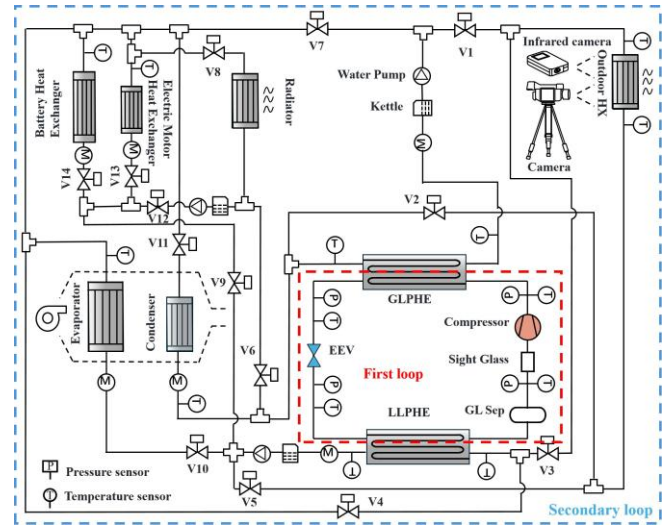 V7
V1
T
T
V8
Infrared camera
T
Water Pump
Kettle
Battery Heat
Exchanger
Electric Motor
Heat Exchanger
Radiator
Outdoor HX
Camera
M
M
M
T
V14
V13
V12
V2
V11
T
T
T
Evaporator
Condenser
V9
GLPHE
P
T
P
T
Compressor
EEV
Sight Glass
V6
First loop
P
T
P
T
M
M
T
LLPHE
GL Sep
V10
M
T
T
V3
P
Pressure sensor
V5
V4
T
Temperature sensor
Secondary loop